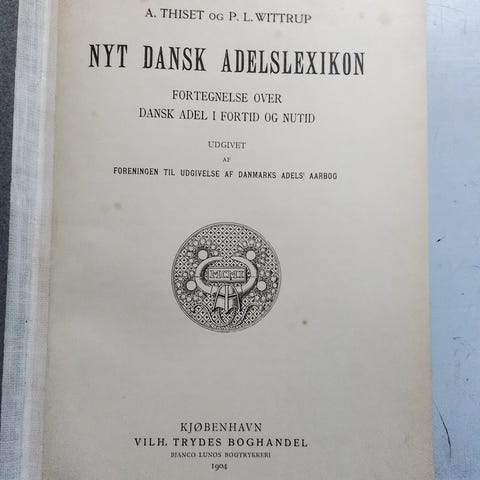 A. THISET OG P. L. WITTRUP
NYT DANSK ADELSLEXIKON
FORTEGNELSE OVER
DANSK ADEL I FORTID OG NUTID
UDGIVET
AF
FORENINGEN TIL UDGIVELSE AF DANMARKS ADELS' AARBOG
MCMI
KJØBENHAVN
VILH. TRYDES BOGHANDEL
BIANCO LUNOS BOGTRYKKERI
1904